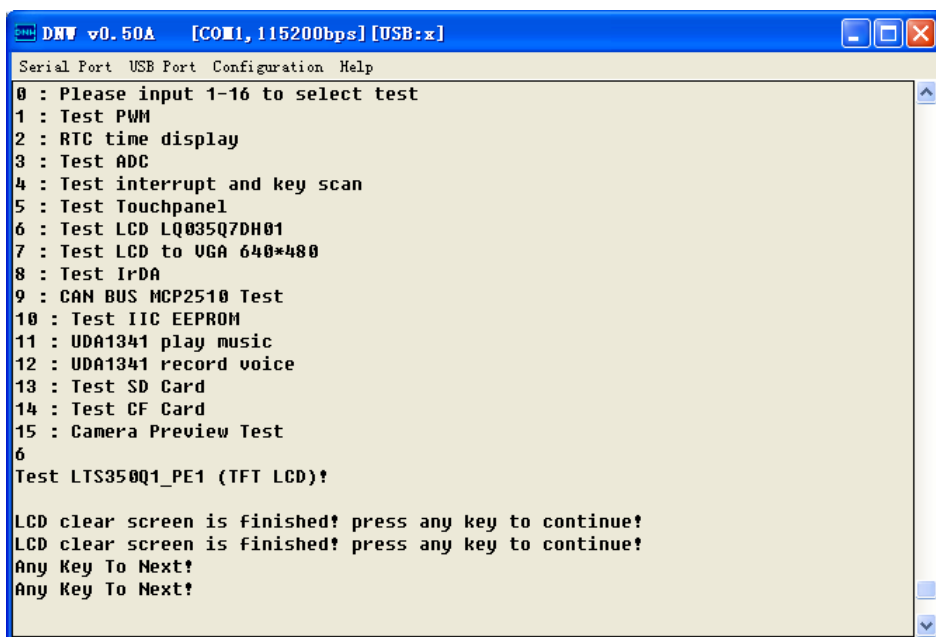 DNW v0.50A [COM1,115200bps][USB:x]
Serial Port USB Port Configuration Help
0 : Please input 1-16 to select test
1 : Test PWM
2 : RTC time display
3 : Test ADC
4 : Test interrupt and key scan
5 : Test Touchpanel
6 : Test LCD LQ035Q7DH01
7 : Test LCD to VGA 640*480
8 : Test IrDA
9 : CAN BUS MCP2510 Test
10 : Test IIC EEPROM
11 : UDA1341 play music
12 : UDA1341 record voice
13 : Test SD Card
14 : Test CF Card
15 : Camera Preview Test
6
Test LTS350Q1_PE1 (TFT LCD)!
LCD clear screen is finished! press any key to continue!
LCD clear screen is finished! press any key to continue!
Any Key To Next!
Any Key To Next!